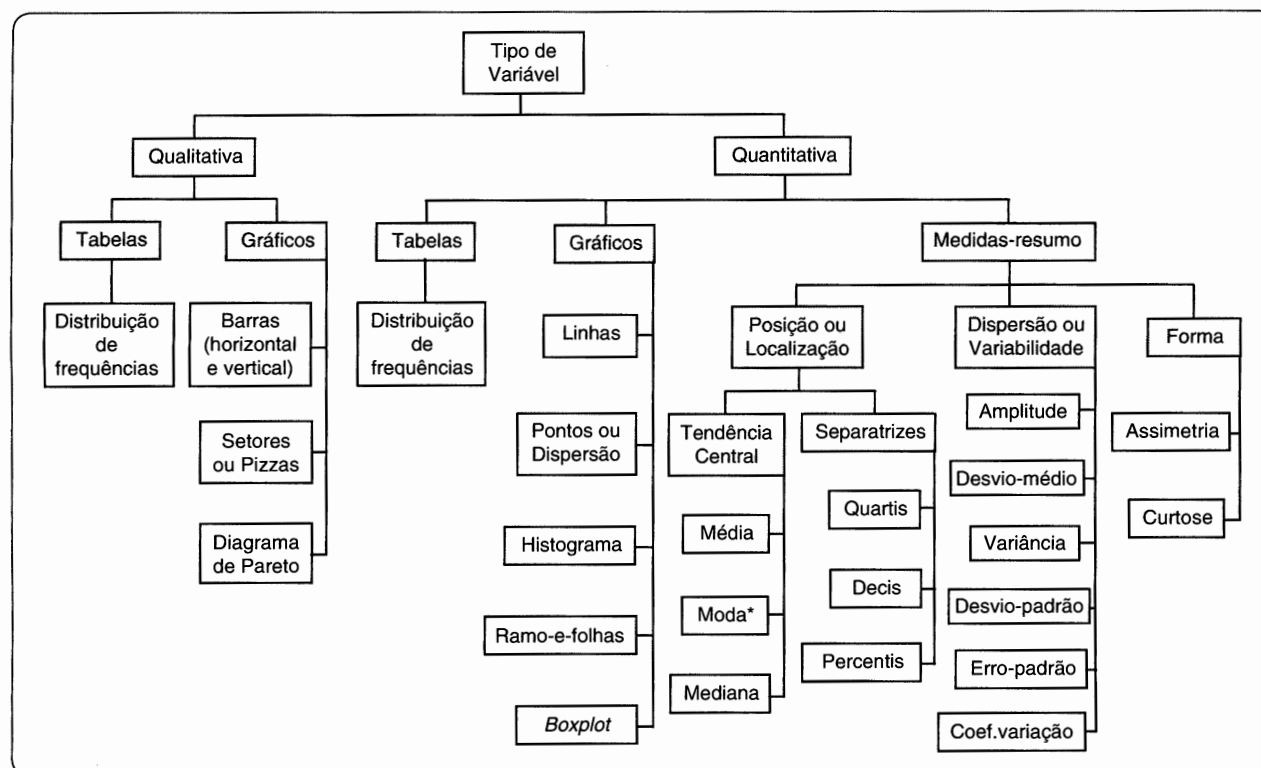 Tipo de
Variável
Qualitativa
Quantitativa
Tabelas
Gráficos
Tabelas
Gráficos
Medidas-resumo
Distribuição
de
frequências
Barras
(horizontal
e vertical)
Setores
ou Pizzas
Diagrama
de Pareto
Distribuição
de
frequências
Linhas
Pontos ou
Dispersão
Histograma
Ramo-e-folhas
Boxplot
Posição ou
Localização
Tendência
Central
Média
Moda*
Mediana
Separatrizes
Quartis
Decis
Percentis
Dispersão ou
Variabilidade
Amplitude
Desvio-médio
Variância
Desvio-padrão
Erro-padrão
Coef.variação
Forma
Assimetria
Curtose